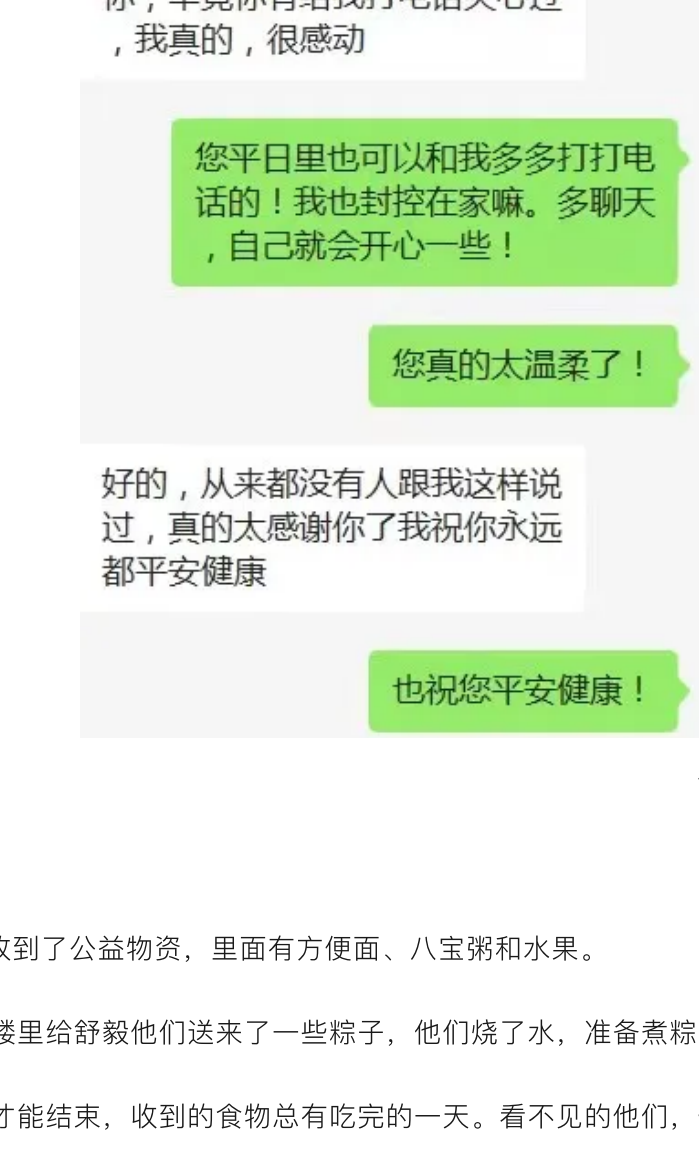 ，我真的，很感动
您平日里也可以和我多多打打电
话的！我也封控在家嘛。多聊天
，自己就会开心一些！
您真的太温柔了！
好的，从来都没有人跟我这样说
过，真的太感谢你了我祝你永远
都平安健康
也祝您平安健康！
收到了公益物资，里面有方便面、八宝粥和水果。
楼里给舒毅他们送来了一些粽子，他们烧了水，准备煮粽
才能结束，收到的食物总有吃完的一天。看不见的他们，